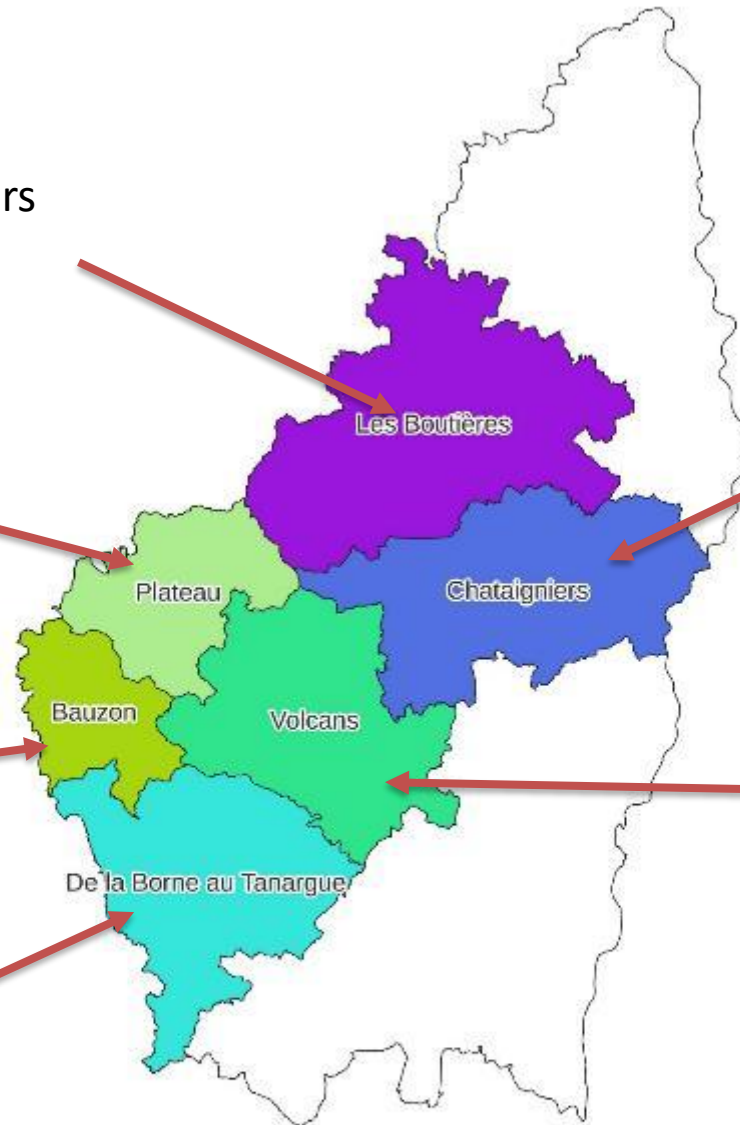 rs
Les Boutières
Plateau
Chataigniers
Bauzon
Volcans
De la Borne au Tanargue